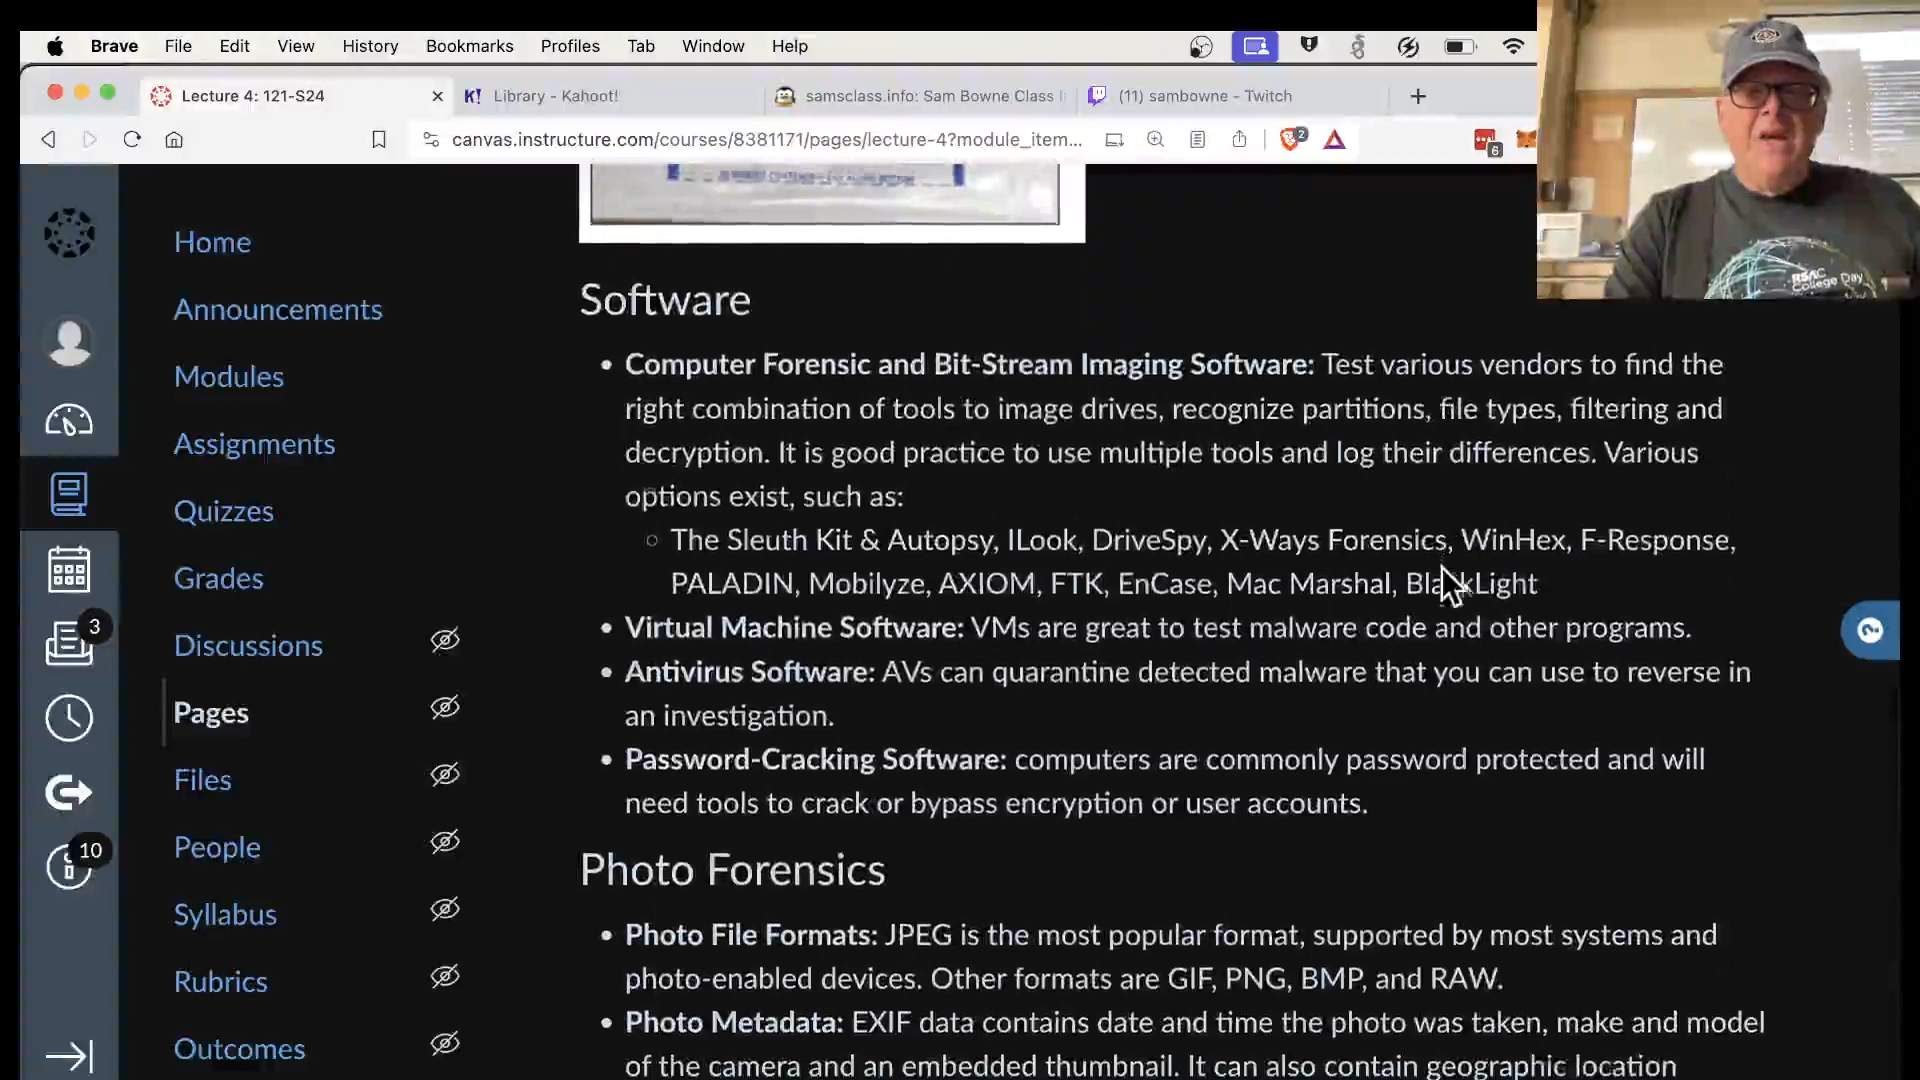 Brave File Edit View History Bookmarks Profiles Tab Window Help
Lecture 4: 121-S24
K! Library - Kahoot!
samsclass.info: Sam Bowne Class I
(11) sambowne - Twitch
canvas.instructure.com/courses/8381171/pages/lecture-4?module_item...
2
6
Home
Announcements
Modules
Assignments
Quizzes
Grades
Discussions
Pages
Files
People
Syllabus
Rubrics
Outcomes
3
10
Software
Computer Forensic and Bit-Stream Imaging Software: Test various vendors to find the
right combination of tools to image drives, recognize partitions, file types, filtering and
decryption. It is good practice to use multiple tools and log their differences. Various
options exist, such as:
The Sleuth Kit & Autopsy, ILook, DriveSpy, X-Ways Forensics, WinHex, F-Response,
PALADIN, Mobilyze, AXIOM, FTK, EnCase, Mac Marshal, BlackLight
Virtual Machine Software: VMs are great to test malware code and other programs.
Antivirus Software: AVs can quarantine detected malware that you can use to reverse in
an investigation.
Password-Cracking Software: computers are commonly password protected and will
need tools to crack or bypass encryption or user accounts.
Photo Forensics
Photo File Formats: JPEG is the most popular format, supported by most systems and
photo-enabled devices. Other formats are GIF, PNG, BMP, and RAW.
Photo Metadata: EXIF data contains date and time the photo was taken, make and model
of the camera and an embedded thumbnail. It can also contain geographic location
RSAC
College Day